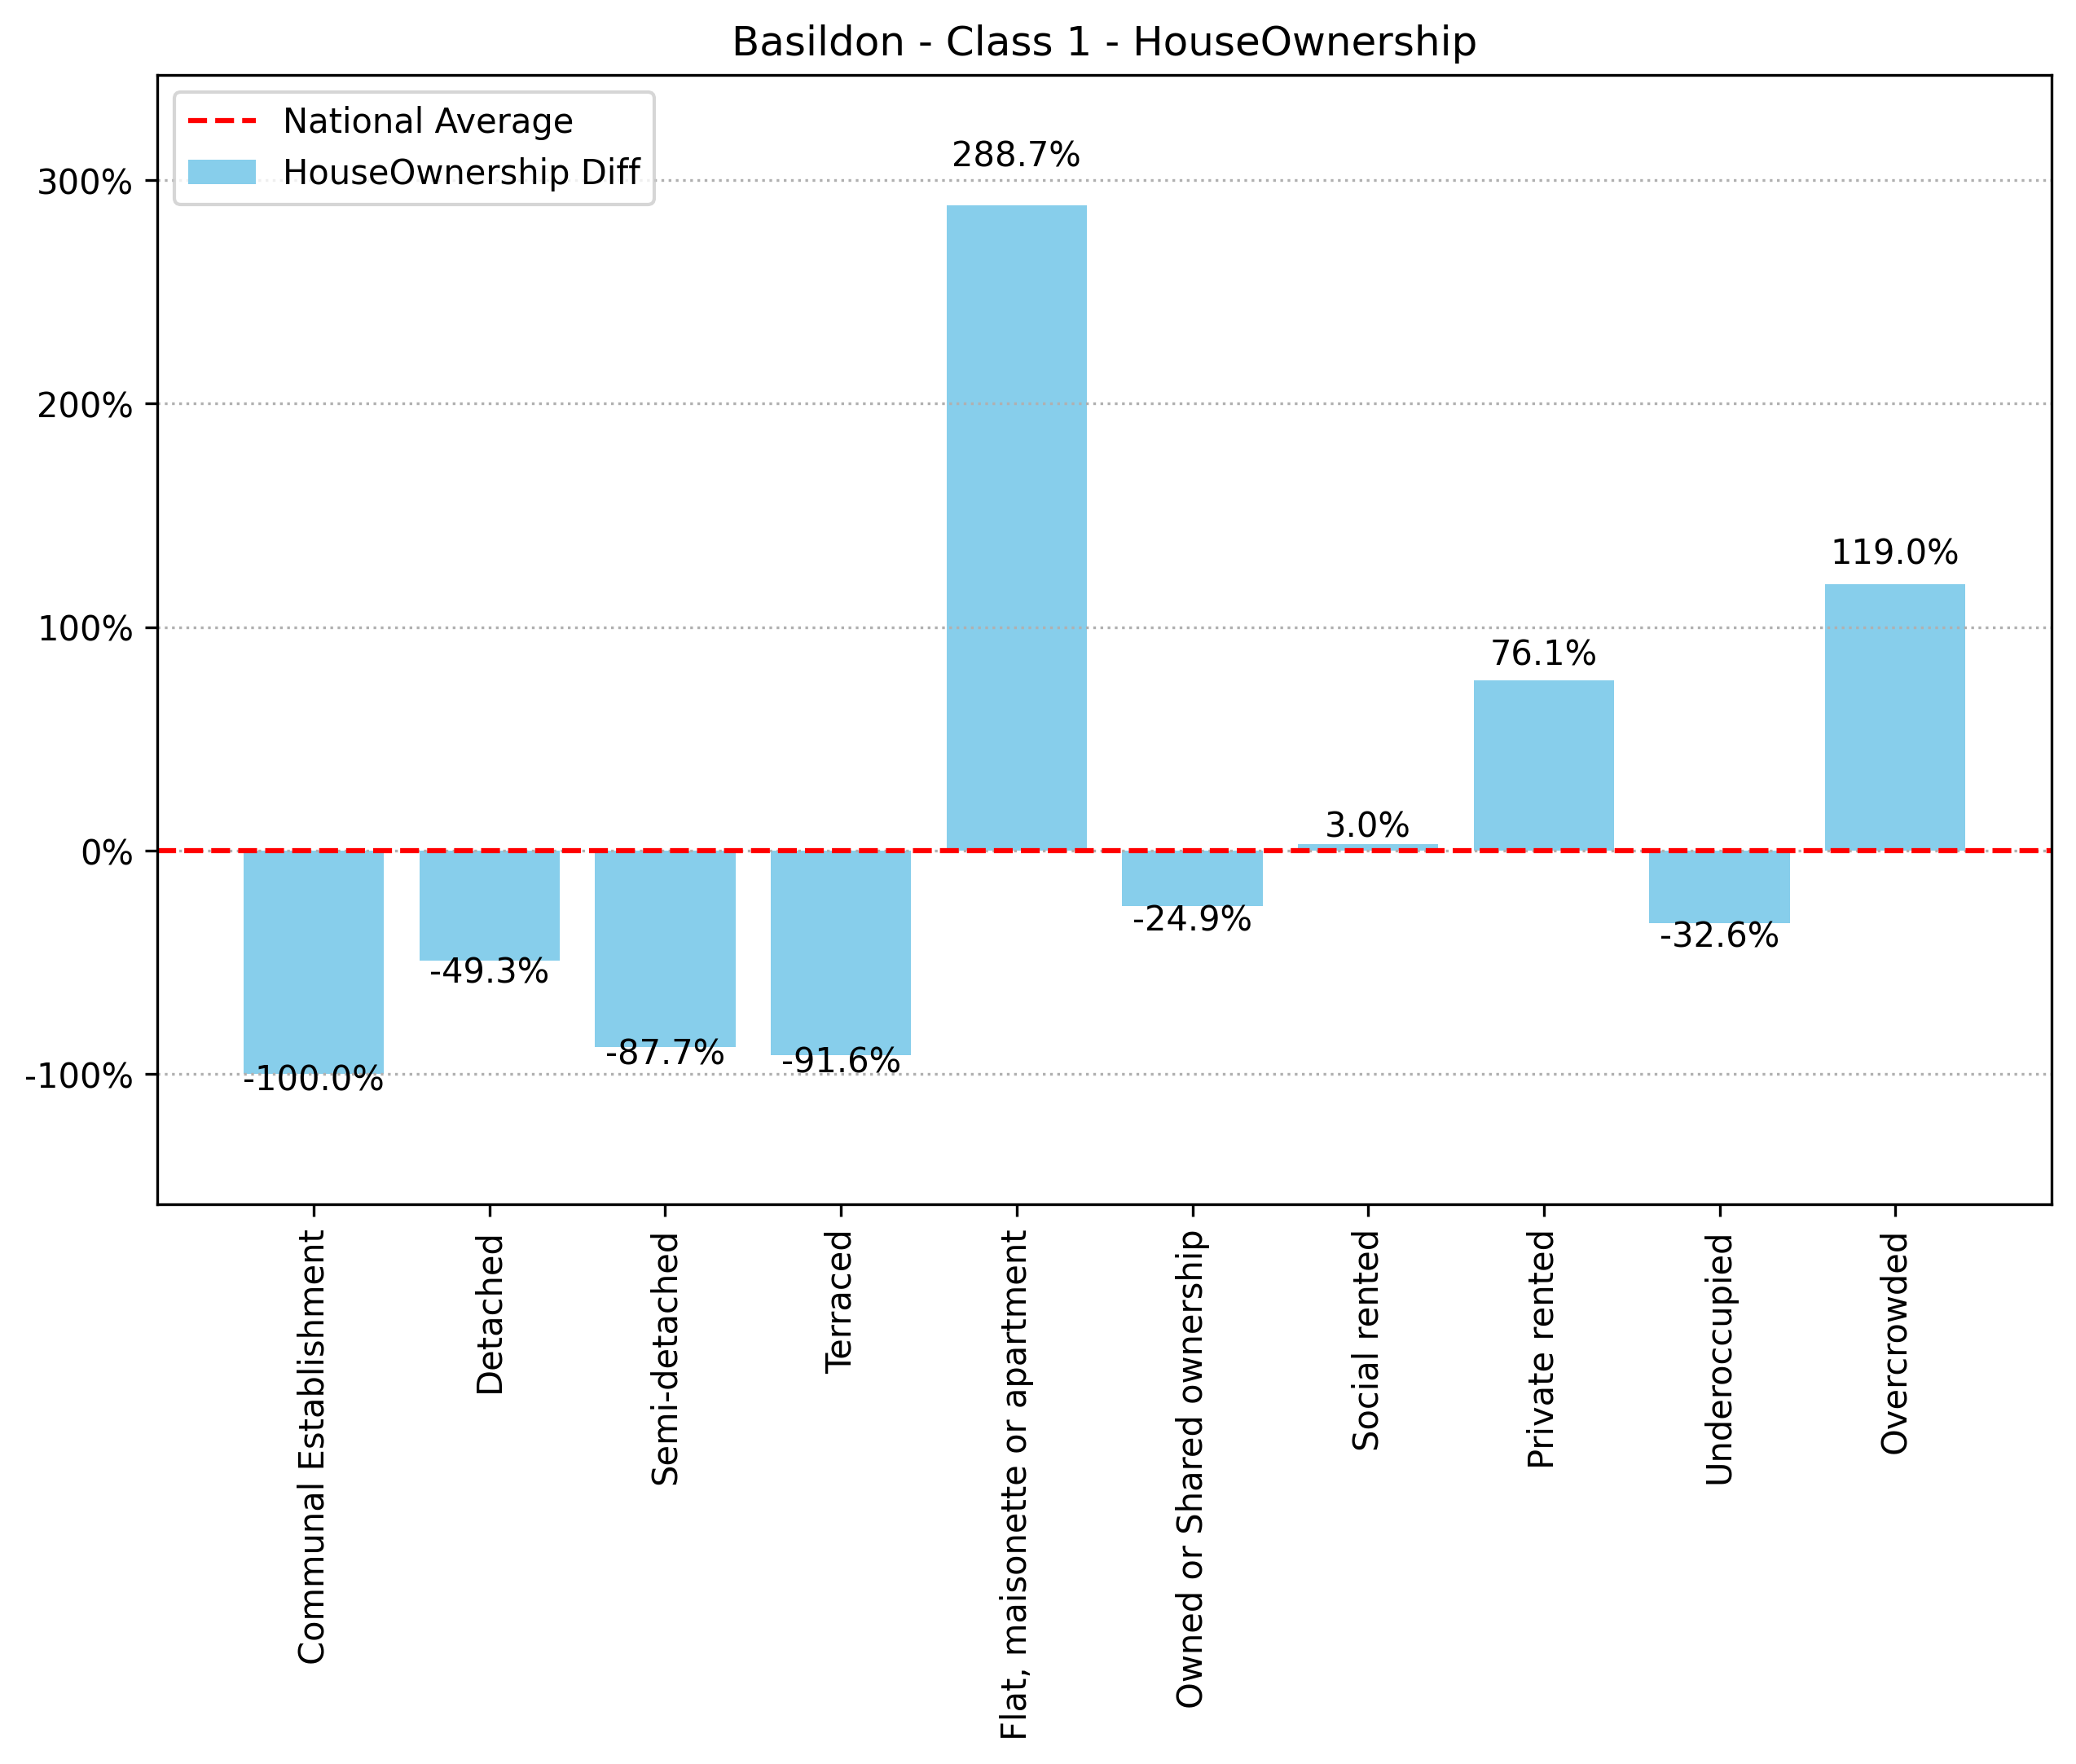 Basildon - Class 1 - HouseOwnership
National Average
HouseOwnership Diff
300%
200%
100%
0%
-100%
-100.0%
-49.3%
-87.7%
-91.6%
288.7%
-24.9%
3.0%
76.1%
-32.6%
119.0%
Communal Establishment
Detached
Semi-detached
Terraced
Flat, maisonette or apartment
Owned or Shared ownership
Social rented
Private rented
Underoccupied
Overcrowded